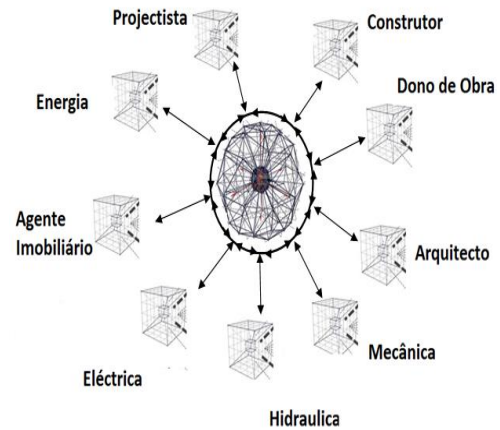 Projectista
Construtor
Dono de Obra
Energia
Agente
Imobiliário
Arquitecto
Mecânica
Eléctrica
Hidraulica